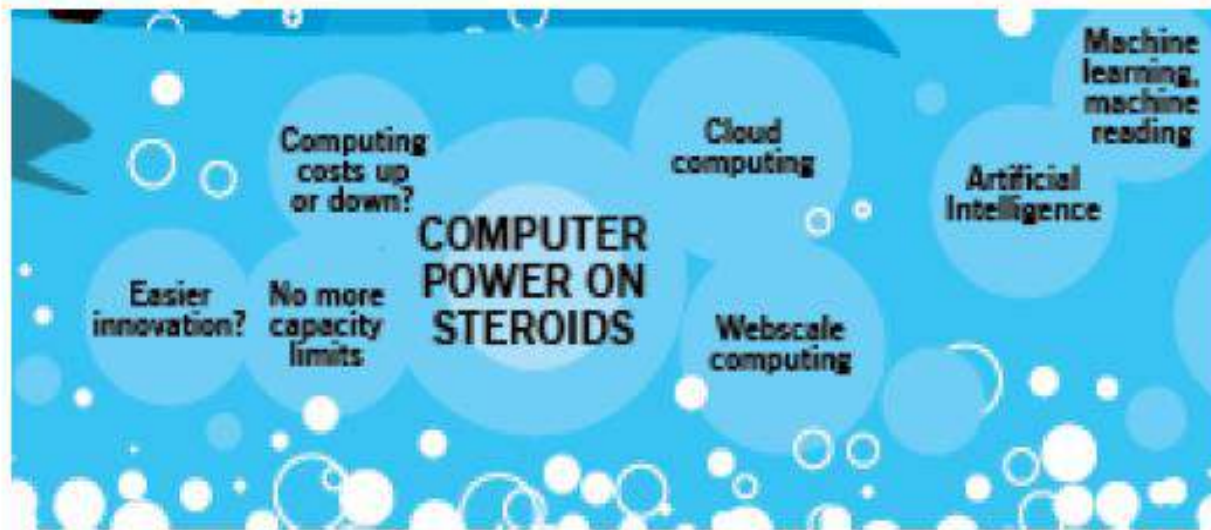 Computing
costs up
or down?
Easier
innovation?
No more
capacity
limits
COMPUTER
POWER ON
STEROIDS
Cloud
computing
Webscale
computing
Artificial
Intelligence
Machine
learning,
machine
reading